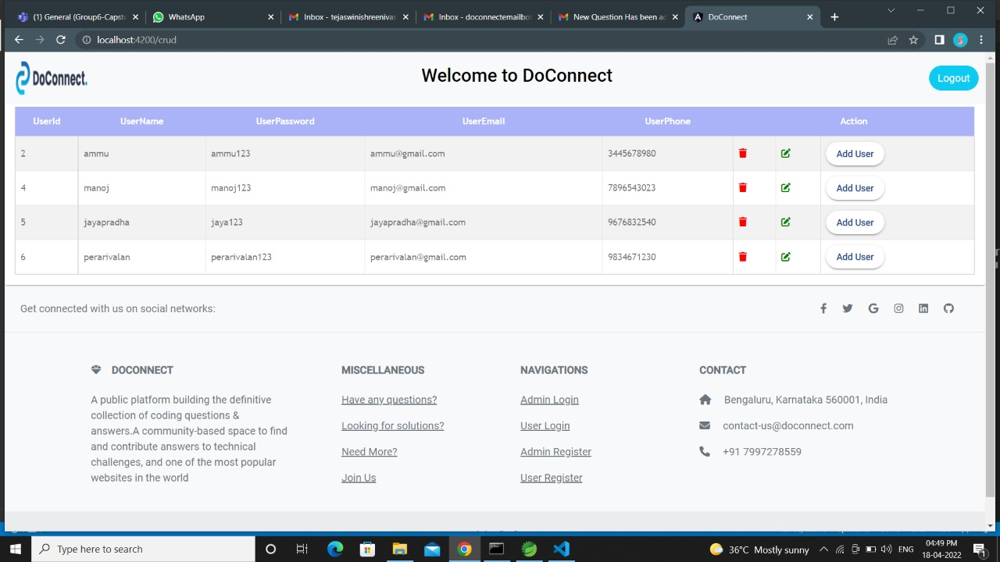 (1) General (Group6-Capsto
WhatsApp
Inbox - tejaswinishreenivas
Inbox - doconnectemailbot
New Question Has been ad
DoConnect
localhost:4200/crud
DoConnect.
Welcome to DoConnect
Logout
UserId UserName UserPassword UserEmail UserPhone Action
2 ammu ammu123 ammu@gmail.com 3445678980 Add User
4 manoj manoj123 manoj@gmail.com 7896543023 Add User
5 jayapradha jaya123 jayapradha@gmail.com 9676832540 Add User
6 perarivalan perarivalan123 perarivalan@gmail.com 9834671230 Add User
Get connected with us on social networks:
DOCONNECT
A public platform building the definitive
collection of coding questions &
answers.A community-based space to find
and contribute answers to technical
challenges, and one of the most popular
websites in the world
MISCELLANEOUS
Have any questions?
Looking for solutions?
Need More?
Join Us
NAVIGATIONS
Admin Login
User Login
Admin Register
User Register
CONTACT
Bengaluru, Karnataka 560001, India
contact-us@doconnect.com
+91 7997278559
Type here to search
36°C Mostly sunny
ENG
04:49 PM
18-04-2022
1